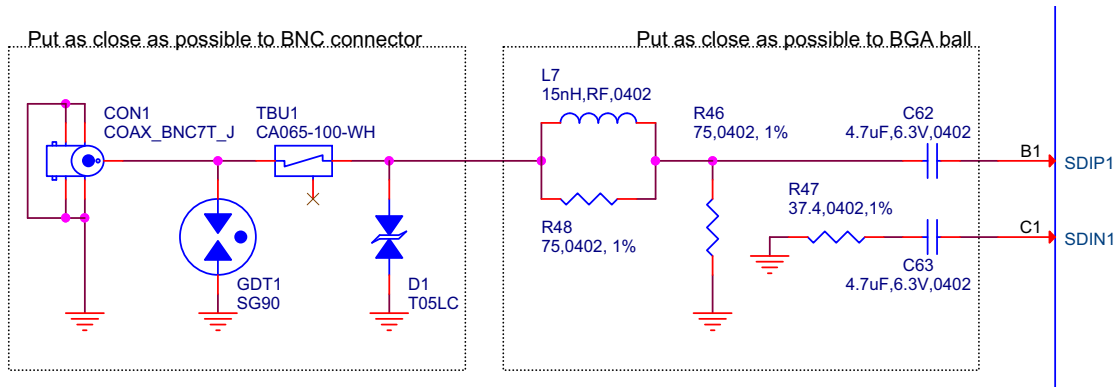 Put as close as possible to BNC connector
Put as close as possible to BGA ball
CON1
COAX_BNC7T_J
TBU1
CA065-100-WH
L7
15nH,RF,0402
R46
75,0402, 1%
C62
4.7uF,6.3V,0402
B1
SDIP1
R47
37.4,0402,1%
R48
75,0402, 1%
C1
SDIN1
C63
4.7uF,6.3V,0402
GDT1
SG90
D1
T05LC